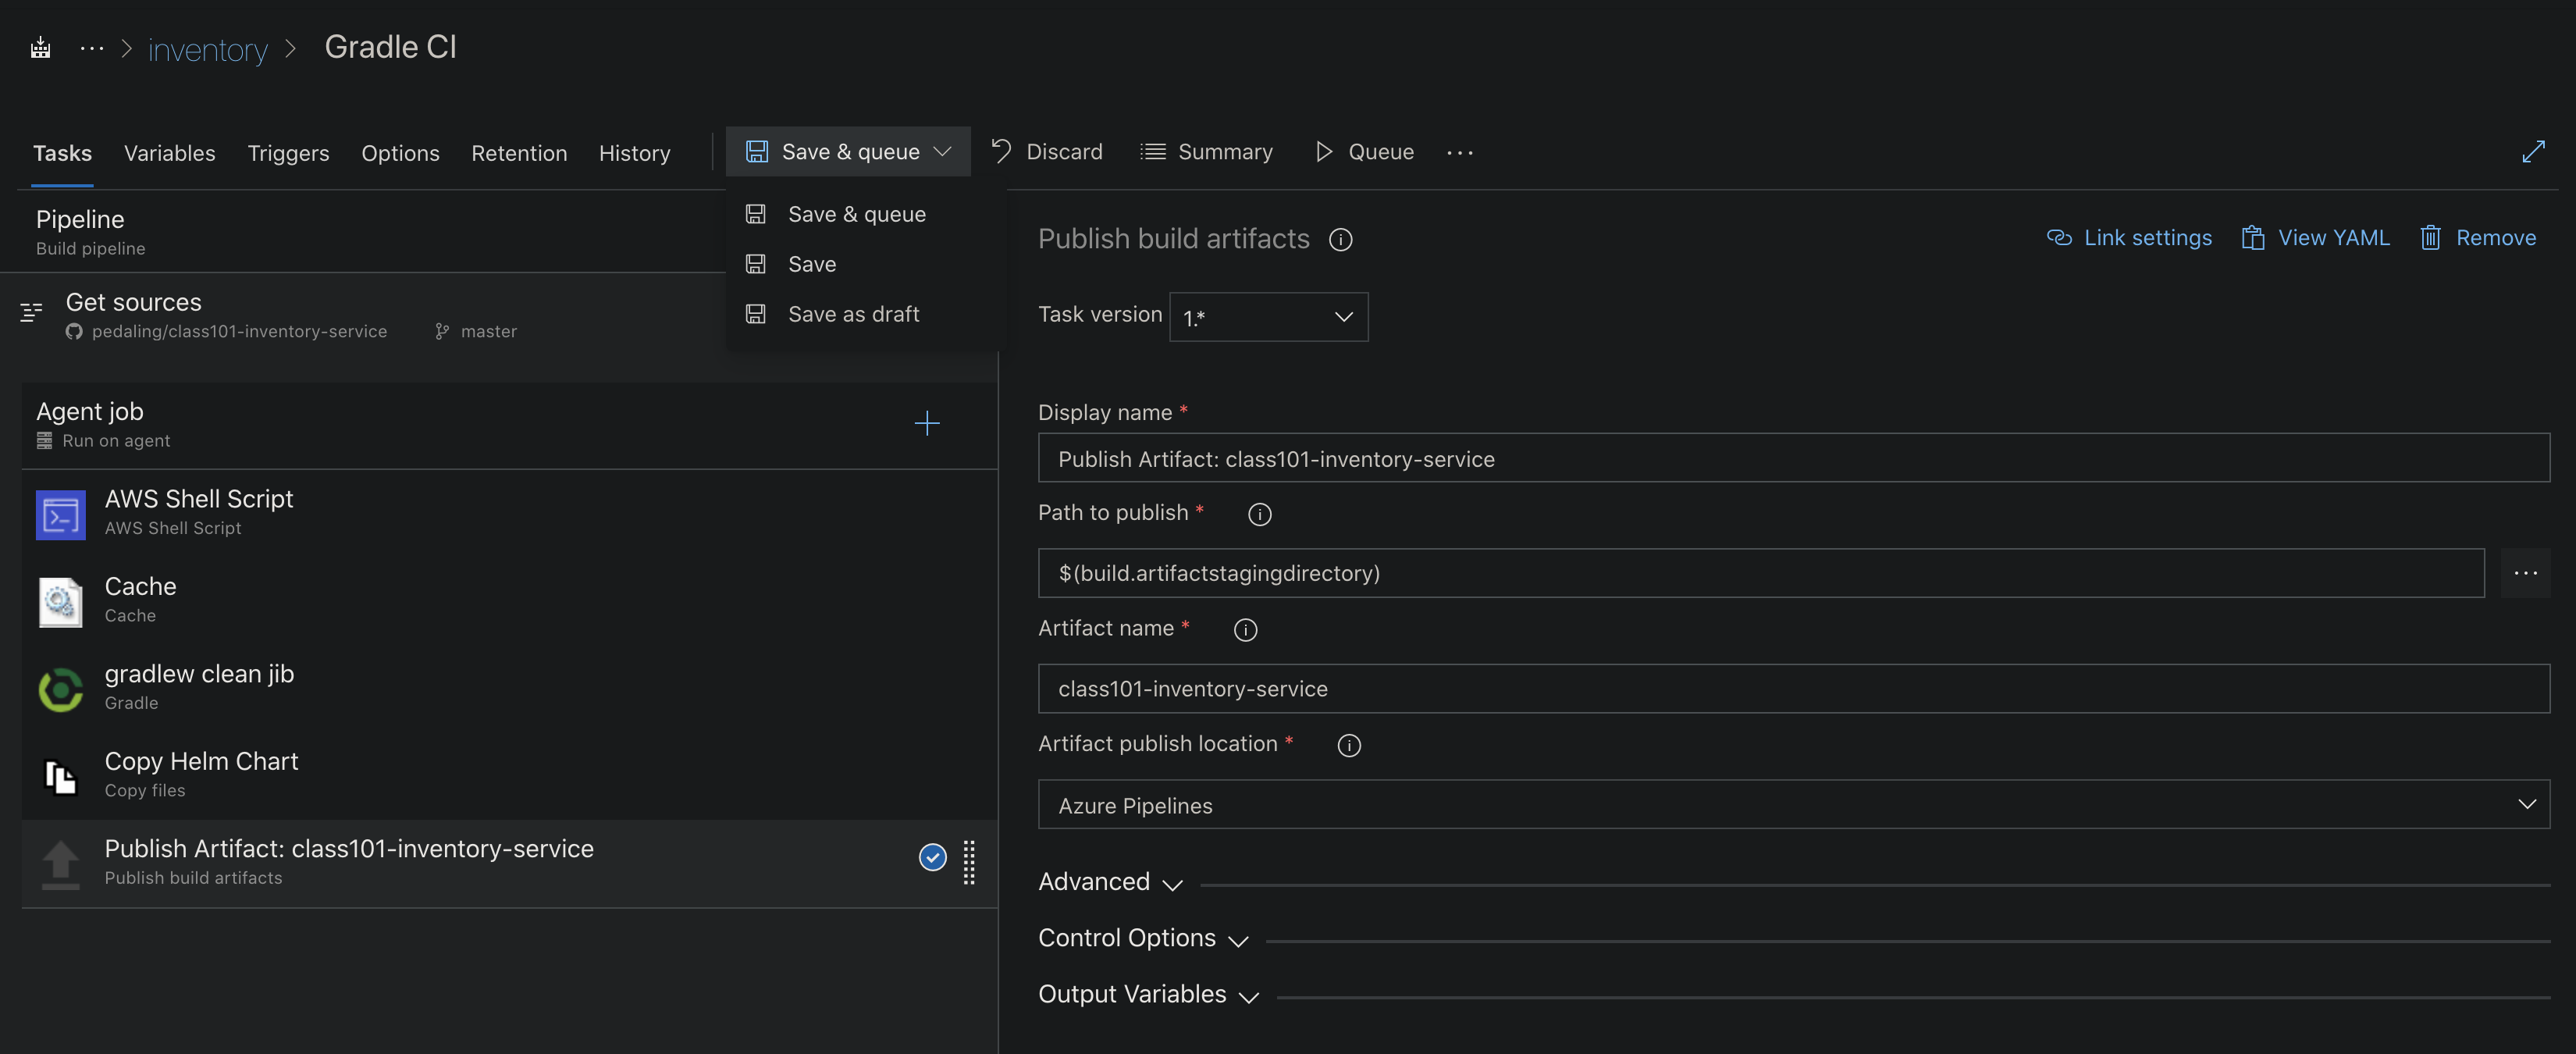 ··· > inventory > Gradle CI
Tasks Variables Triggers Options Retention History Save & queue Discard Summary Queue ···
Save & queue
Save
Save as draft
Pipeline
Build pipeline
Get sources
pedaling/class101-inventory-service master
Agent job
Run on agent
AWS Shell Script
AWS Shell Script
Cache
Cache
gradlew clean jib
Gradle
Copy Helm Chart
Copy files
Publish Artifact: class101-inventory-service
Publish build artifacts
Publish build artifacts Link settings View YAML Remove
Task version 1.*
Display name *
Publish Artifact: class101-inventory-service
Path to publish *
$(build.artifactstagingdirectory) ···
Artifact name *
class101-inventory-service
Artifact publish location *
Azure Pipelines
Advanced
Control Options
Output Variables